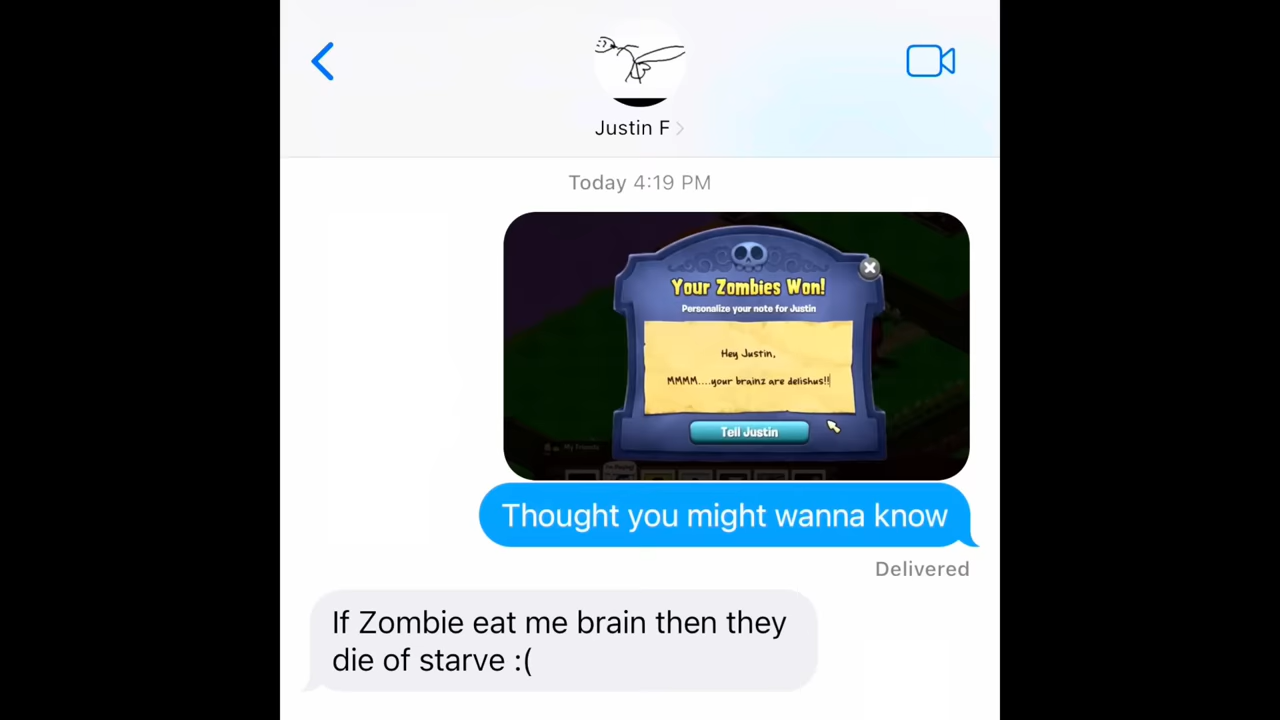 Justin F
Today 4:19 PM
Your Zombies Won!
Personalize your note for Justin
Hey Justin,
MMMM....your brainz are delishus!!
Tell Justin
My Friends
Thought you might wanna know
Delivered
If Zombie eat me brain then they
die of starve :(